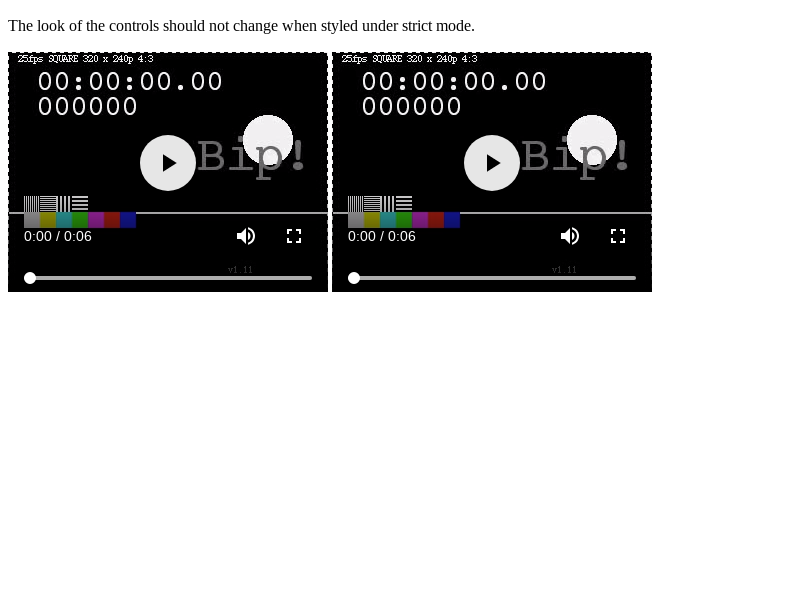 The look of the controls should not change when styled under strict mode.
25fps SQUARE 320 x 240p 4:3
00:00:00.00
000000
Bip!
0:00 / 0:06
v1.11
25fps SQUARE 320 x 240p 4:3
00:00:00.00
000000
Bip!
0:00 / 0:06
v1.11